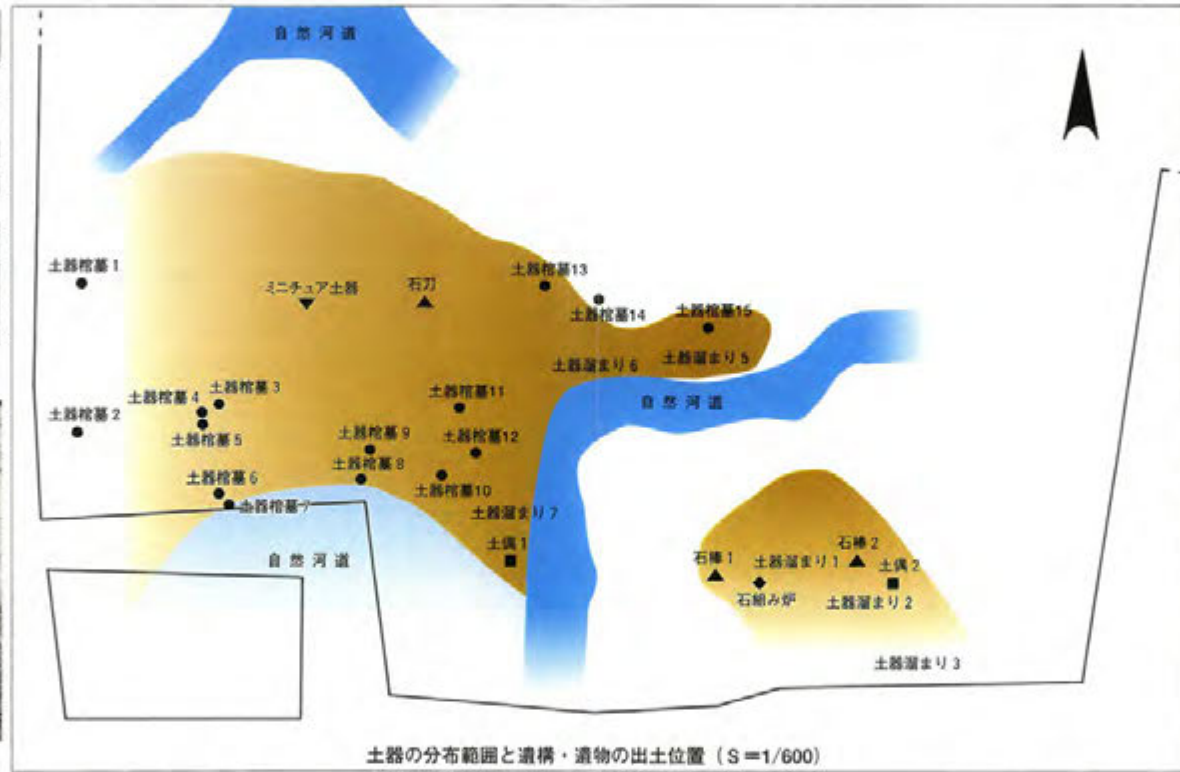 自然河道
土器棺墓1
土器棺墓13
ミニチュア土器
石刀
土器棺墓14
土器棺墓15
土器溜まり6
土器溜まり5
土器棺墓3
土器棺墓4
土器棺墓11
自然河道
土器棺墓2
土器棺墓5
土器棺墓9
土器棺墓12
土器棺墓8
土器棺墓6
土器棺墓10
土器棺墓7
土器溜まり7
自然河道
土偶1
石棒1
土器溜まり1
石棒2
土偶2
石組み炉
土器溜まり2
土器溜まり3
土器の分布範囲と遺構・遺物の出土位置(S=1/600)